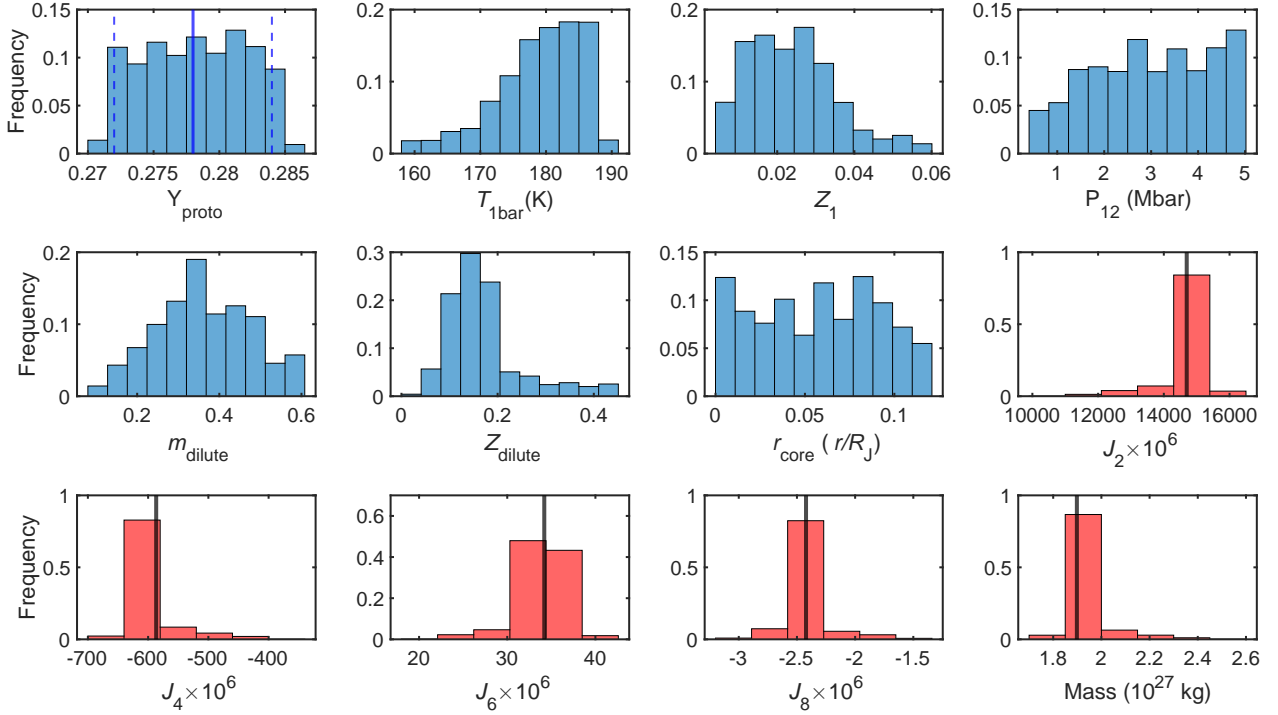 0.15
0.1
0.05
0
Frequency
0.27 0.275 0.28 0.285
Y_proto
0.2
0.1
0
160 170 180 190
T_1bar(K)
0.2
0.1
0
0.02 0.04 0.06
Z_1
0.15
0.1
0.05
0
1 2 3 4 5
P_12 (Mbar)
0.2
0.1
0
Frequency
0.2 0.4 0.6
m_dilute
0.3
0.2
0.1
0
0 0.2 0.4
Z_dilute
0.15
0.1
0.05
0
0 0.05 0.1
r_core ( r/R_J)
1
0.5
0
10000 12000 14000 16000
J_2×10^6
1
0.5
0
Frequency
-700 -600 -500 -400
J_4×10^6
0.6
0.4
0.2
0
20 30 40
J_6×10^6
1
0.5
0
-3 -2.5 -2 -1.5
J_8×10^6
1
0.5
0
1.8 2 2.2 2.4 2.6
Mass (10^27 kg)